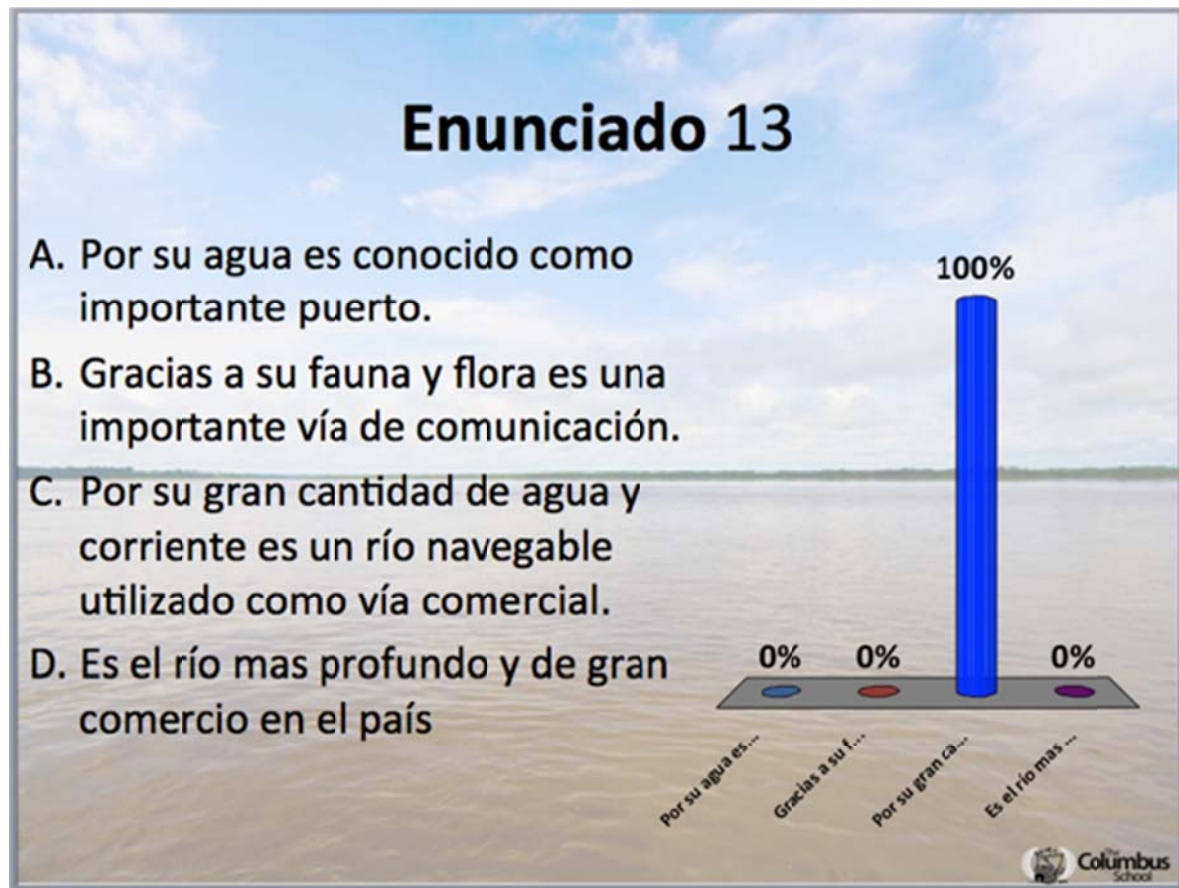 Enunciado 13
A. Por su agua es conocido como
importante puerto.
B. Gracias a su fauna y flora es una
importante vía de comunicación.
C. Por su gran cantidad de agua y
corriente es un río navegable
utilizado como vía comercial.
D. Es el río mas profundo y de gran
comercio en el país
100%
0%
0%
0%
Por su agua es...
Gracias a su f...
Por su gran ca...
Es el río mas ...
The
Columbus
School